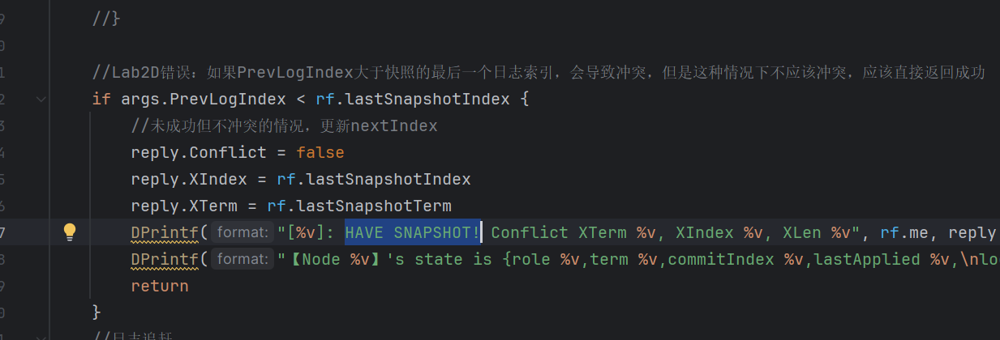 //}
//Lab2D错误：如果PrevLogIndex大于快照的最后一个日志索引，会导致冲突，但是这种情况下不应该冲突，应该直接返回成功
if args.PrevLogIndex < rf.lastSnapshotIndex {
//未成功但不冲突的情况，更新nextIndex
reply.Conflict = false
reply.XIndex = rf.lastSnapshotIndex
reply.XTerm = rf.lastSnapshotTerm
DPrintf( format: "[%v]: HAVE SNAPSHOT! Conflict XTerm %v, XIndex %v, XLen %v", rf.me, reply
DPrintf( format: "【Node %v】's state is {role %v,term %v,commitIndex %v,lastApplied %v,\nlo
return
}
//日志追赶